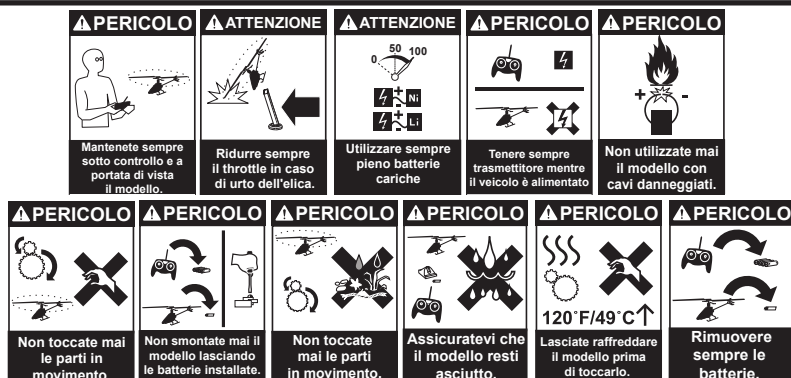 PERICOLO
Mantenete sempre
sotto controllo e a
portata di vista
il modello.
ATTENZIONE
Ridurre sempre
il throttle in caso
di urto dell'elica.
ATTENZIONE
0 50 100
Ni
Li
Utilizzare sempre
pieno batterie
cariche
PERICOLO
Tenere sempre
trasmettitore mentre
il veicolo è alimentato
PERICOLO
+ -
Non utilizzate mai
il modello con
cavi danneggiati.
PERICOLO
Non toccate mai
le parti in
movimento.
PERICOLO
Non smontate mai il
modello lasciando
le batterie installate.
PERICOLO
Non toccate
mai le parti
in movimento.
PERICOLO
Assicuratevi che
il modello resti
asciutto.
PERICOLO
120°F/49°C↑
Lasciate raffreddare
il modello prima
di toccarlo.
PERICOLO
Rimuovere
sempre le
batterie.